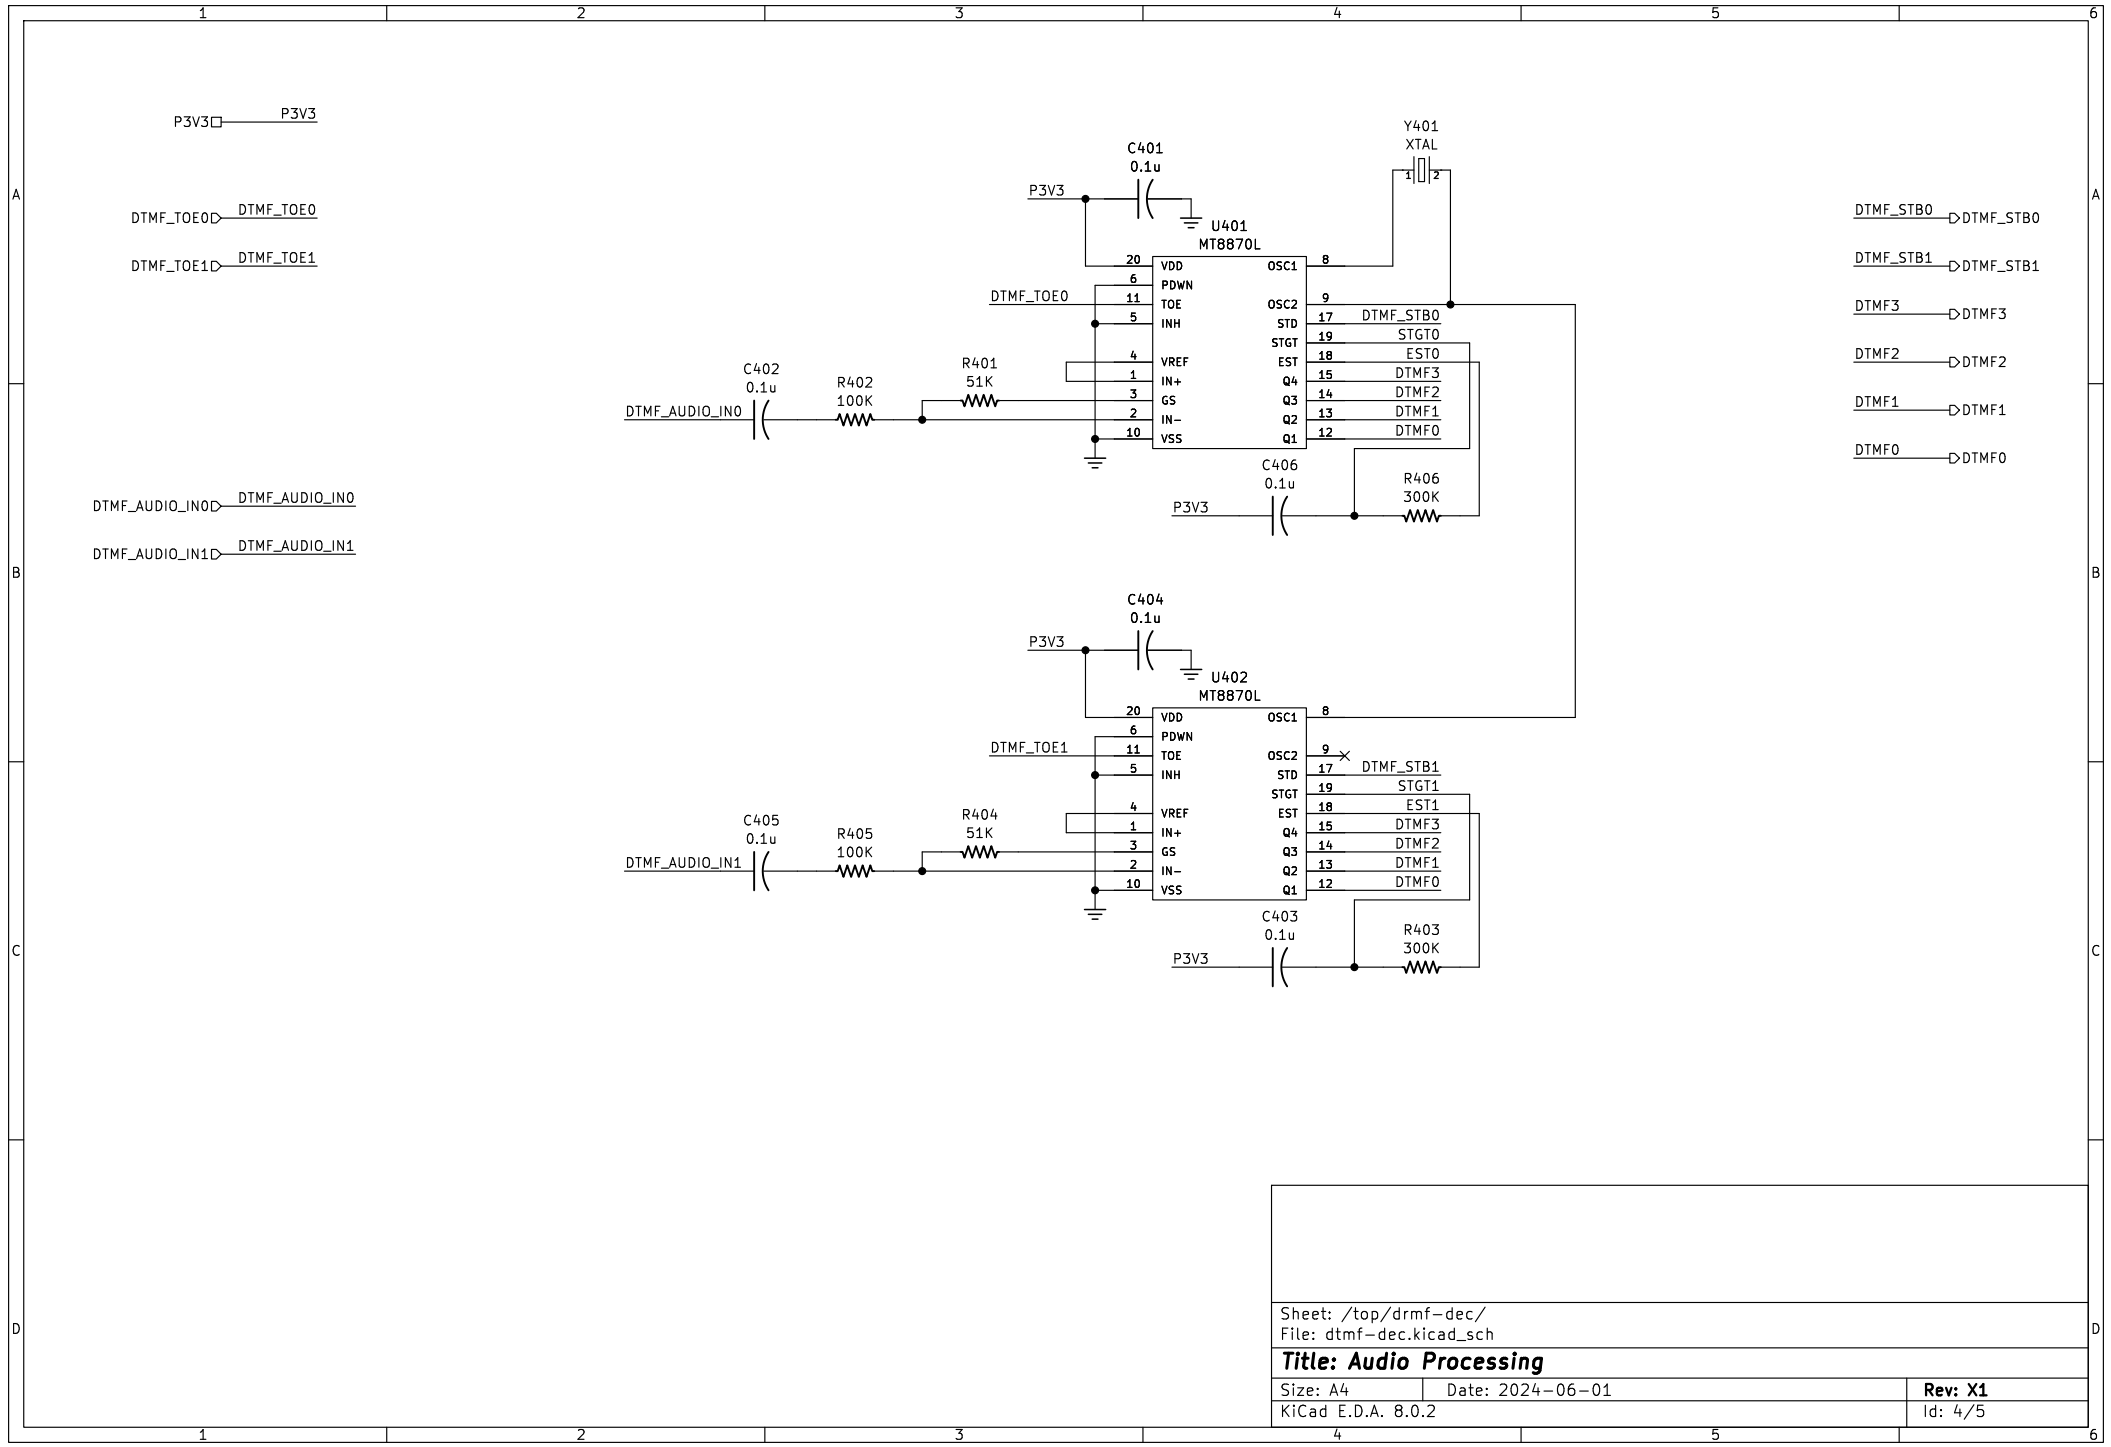 1 2 3 4 5 6
A
A
B
B
C
C
D
D
1 2 3 4 5 6
P3V3 P3V3
DTMF_TOE0 DTMF_TOE0
DTMF_TOE1 DTMF_TOE1
DTMF_AUDIO_IN0 DTMF_AUDIO_IN0
DTMF_AUDIO_IN1 DTMF_AUDIO_IN1
Y401
XTAL
1 2
C401
0.1u
P3V3
U401
MT8870L
20 VDD OSC1 8
6 PDWN
DTMF_TOE0 11 TOE OSC2 9
5 INH STD 17 DTMF_STB0
STGT 19 STGT0
4 VREF EST 18 EST0
1 IN+ Q4 15 DTMF3
3 GS Q3 14 DTMF2
2 IN- Q2 13 DTMF1
10 VSS Q1 12 DTMF0
R401
51K
C402
0.1u
R402
100K
DTMF_AUDIO_IN0
C406
0.1u
R406
300K
P3V3
C404
0.1u
P3V3
U402
MT8870L
20 VDD OSC1 8
6 PDWN
DTMF_TOE1 11 TOE OSC2 9
5 INH STD 17 DTMF_STB1
STGT 19 STGT1
4 VREF EST 18 EST1
1 IN+ Q4 15 DTMF3
3 GS Q3 14 DTMF2
2 IN- Q2 13 DTMF1
10 VSS Q1 12 DTMF0
R404
51K
C405
0.1u
R405
100K
DTMF_AUDIO_IN1
C403
0.1u
R403
300K
P3V3
DTMF_STB0 DTMF_STB0
DTMF_STB1 DTMF_STB1
DTMF3 DTMF3
DTMF2 DTMF2
DTMF1 DTMF1
DTMF0 DTMF0
Sheet: /top/drmf-dec/
File: dtmf-dec.kicad_sch
Title: Audio Processing
Size: A4 Date: 2024-06-01 Rev: X1
KiCad E.D.A. 8.0.2 Id: 4/5